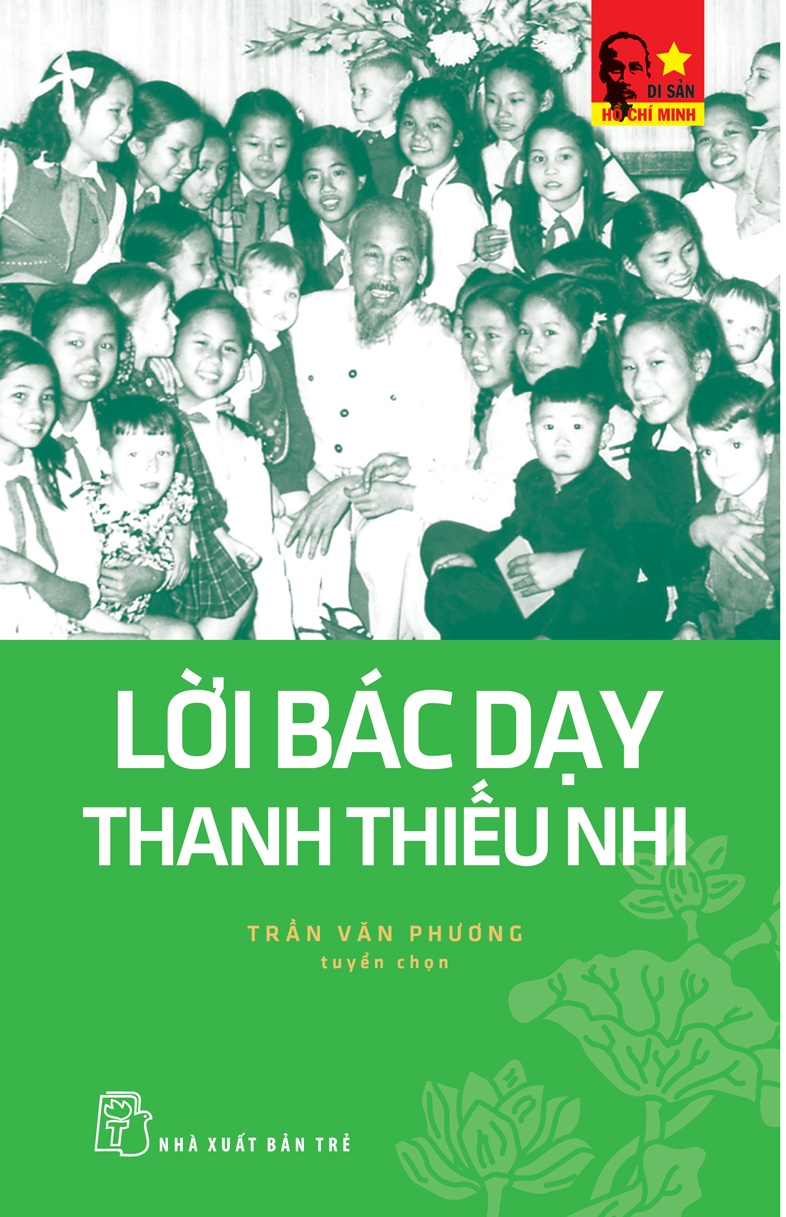 DI SẢN
HỒ CHÍ MINH
LỜI BÁC DẠY
THANH THIẾU NHI
TRẦN VĂN PHƯƠNG
tuyển chọn
T
NHÀ XUẤT BẢN TRẺ